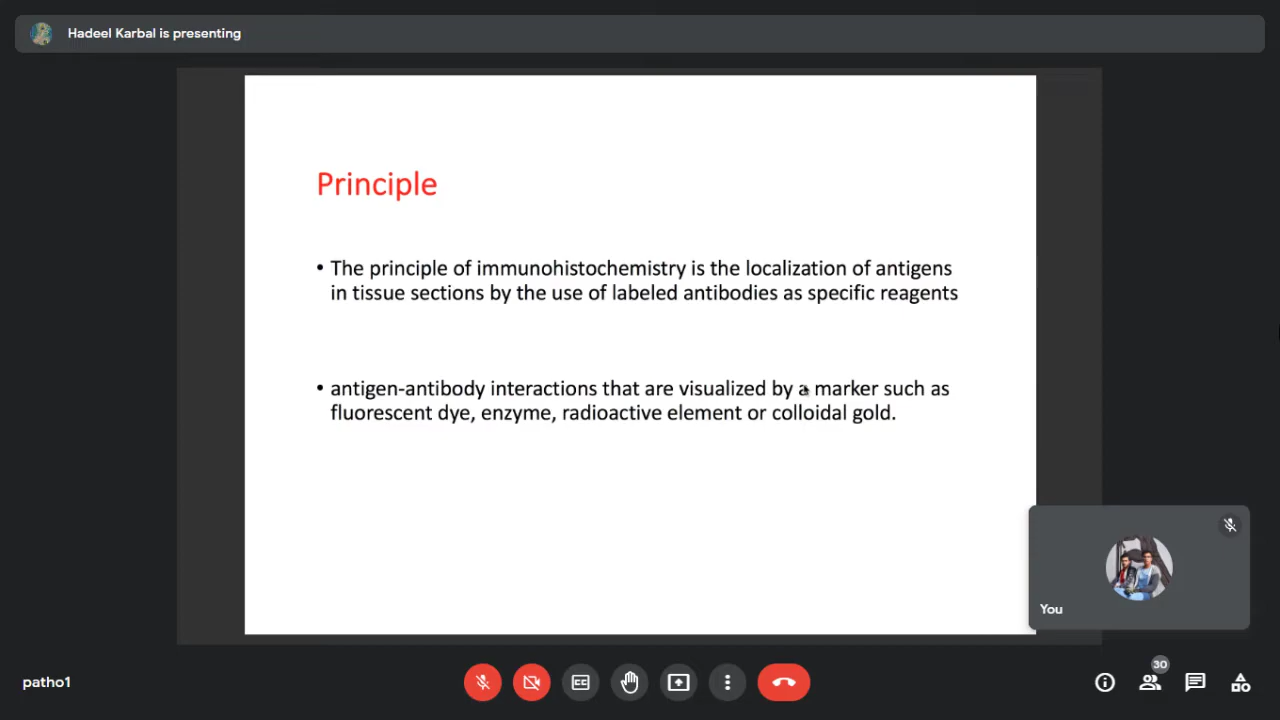 Hadeel Karbal is presenting
Principle
• The principle of immunohistochemistry is the localization of antigens
in tissue sections by the use of labeled antibodies as specific reagents
• antigen-antibody interactions that are visualized by a marker such as
fluorescent dye, enzyme, radioactive element or colloidal gold.
You
patho1
CC
30